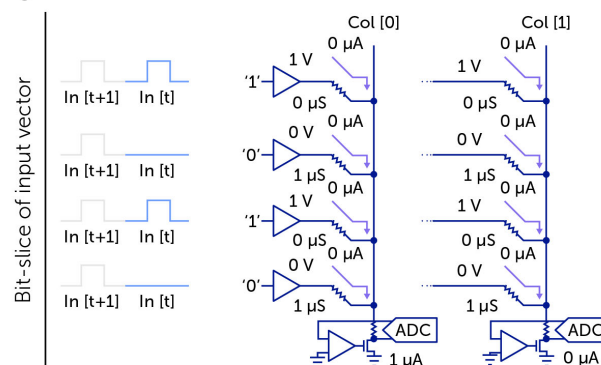 Bit-slice of input vector
Col [0]
Col [1]
0 µA
0 µA
1 V
1 V
'1'
In [t+1]
In [t]
0 µS
0 µS
0 µA
0 µA
0 V
0 V
'0'
In [t+1]
In [t]
1 µS
1 µS
0 µA
0 µA
1 V
1 V
'1'
In [t+1]
In [t]
0 µS
0 µS
0 µA
0 µA
0 V
0 V
'0'
In [t+1]
In [t]
1 µS
1 µS
ADC
ADC
1 µA
0 µA